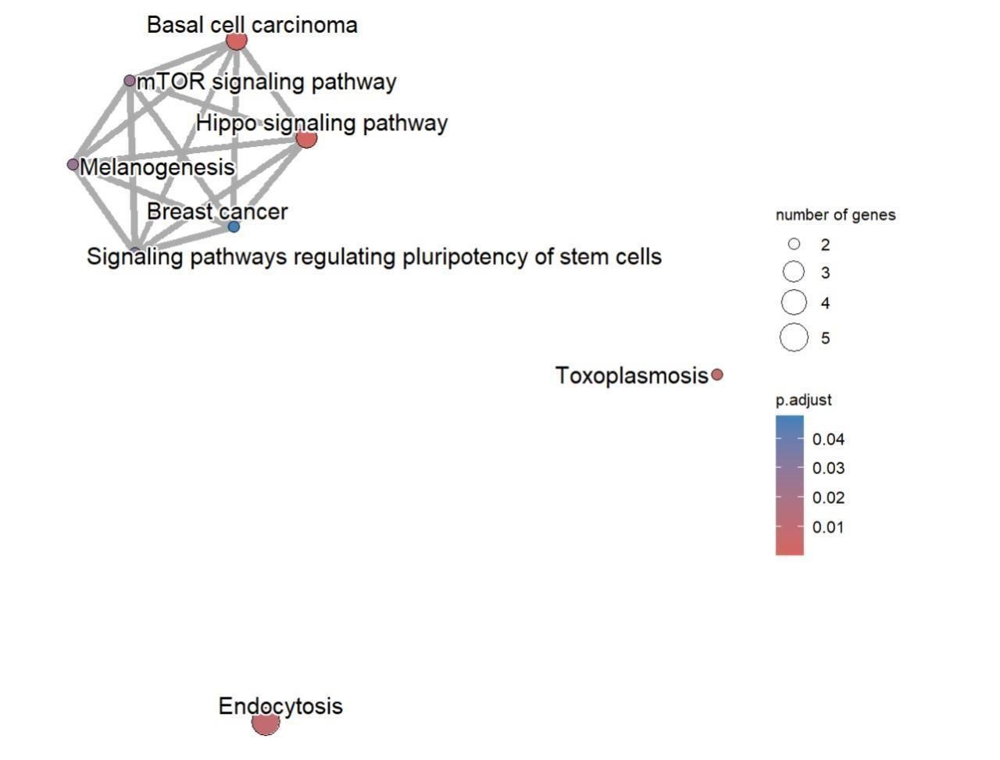 Basal cell carcinoma
mTOR signaling pathway
Hippo signaling pathway
Melanogenesis
Breast cancer
Signaling pathways regulating pluripotency of stem cells
number of genes
2
3
4
5
Toxoplasmosis
p.adjust
0.04
0.03
0.02
0.01
Endocytosis